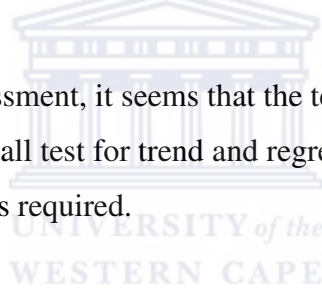 ssment, it seems that the te
all test for trend and regre
s required.
UNIVERSITY of the
WESTERN CAPE